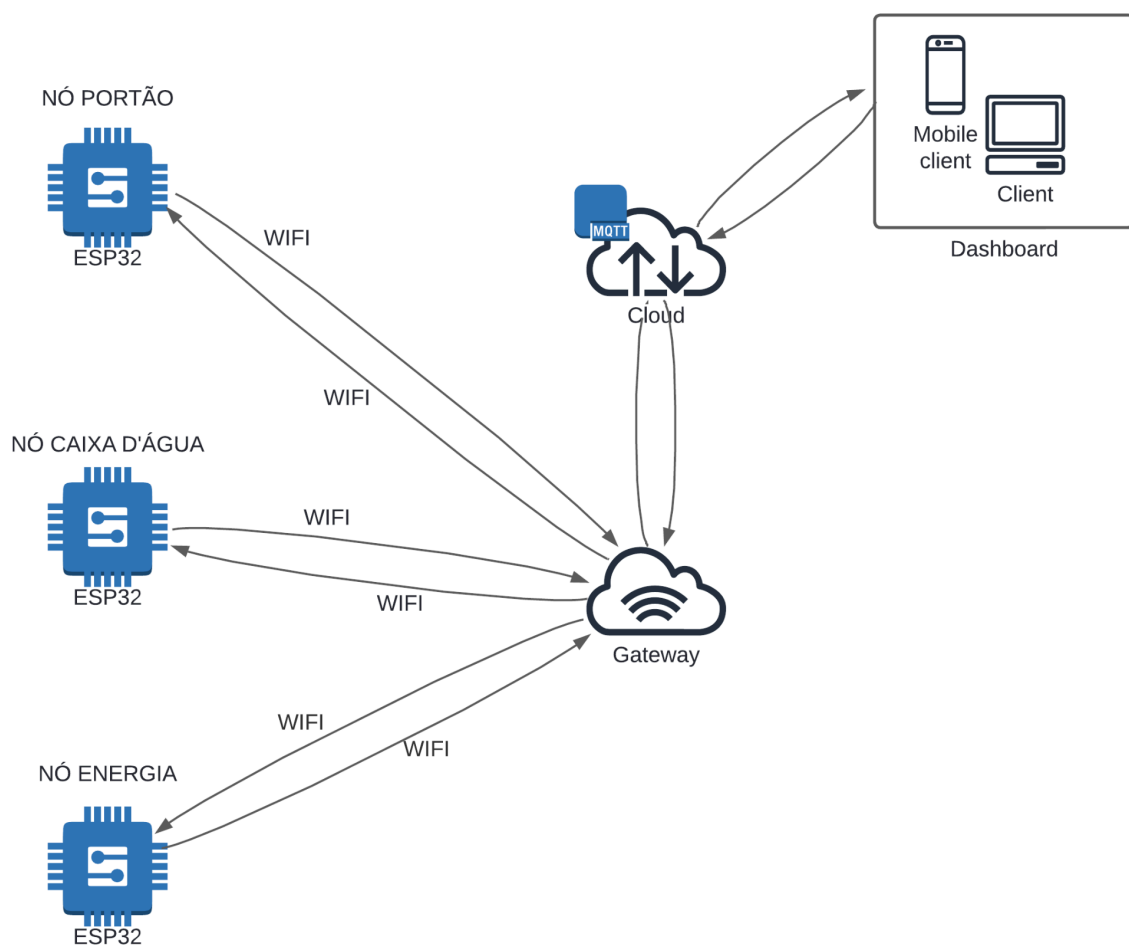 NÓ PORTÃO
ESP32
WIFI
WIFI
NÓ CAIXA D'ÁGUA
ESP32
WIFI
WIFI
NÓ ENERGIA
ESP32
WIFI
WIFI
Gateway
MQTT
Cloud
Mobile
client
Client
Dashboard